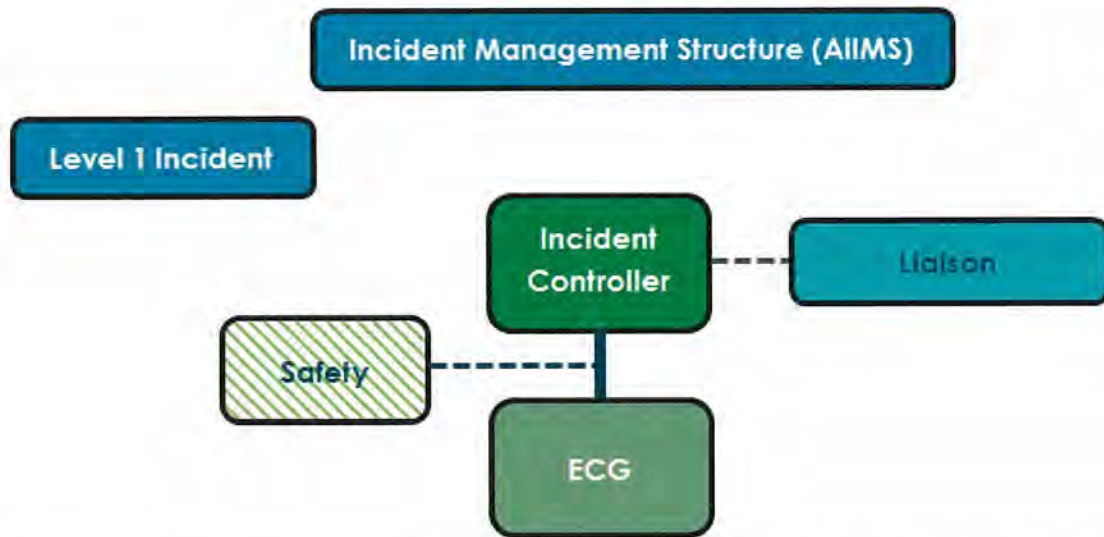 Incident Management Structure (AIIMS)
Level 1 Incident
Incident
Controller
Liaison
Safety
ECG